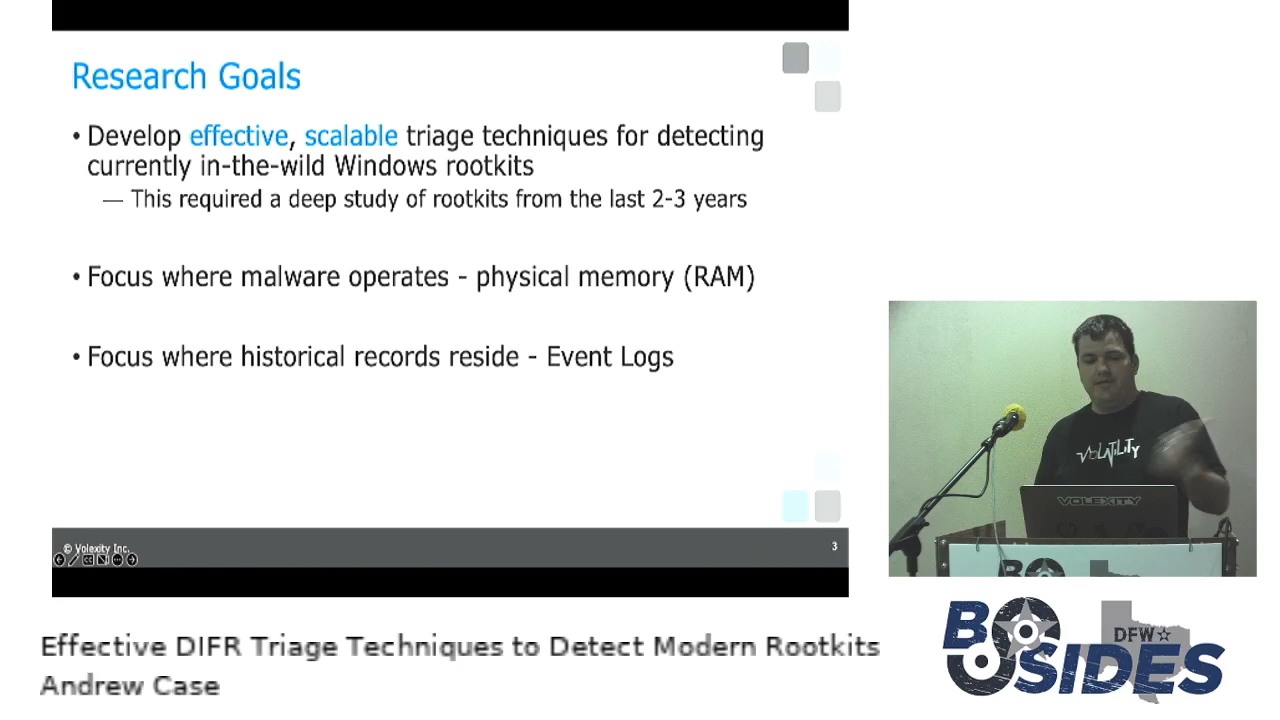 Research Goals
• Develop effective, scalable triage techniques for detecting
currently in-the-wild Windows rootkits
— This required a deep study of rootkits from the last 2-3 years
• Focus where malware operates - physical memory (RAM)
• Focus where historical records reside - Event Logs
© Volexity Inc.
3
VOLATILITY
VOLEXITY
BO
Effective DIFR Triage Techniques to Detect Modern Rootkits
Andrew Case
B SIDES
DFW